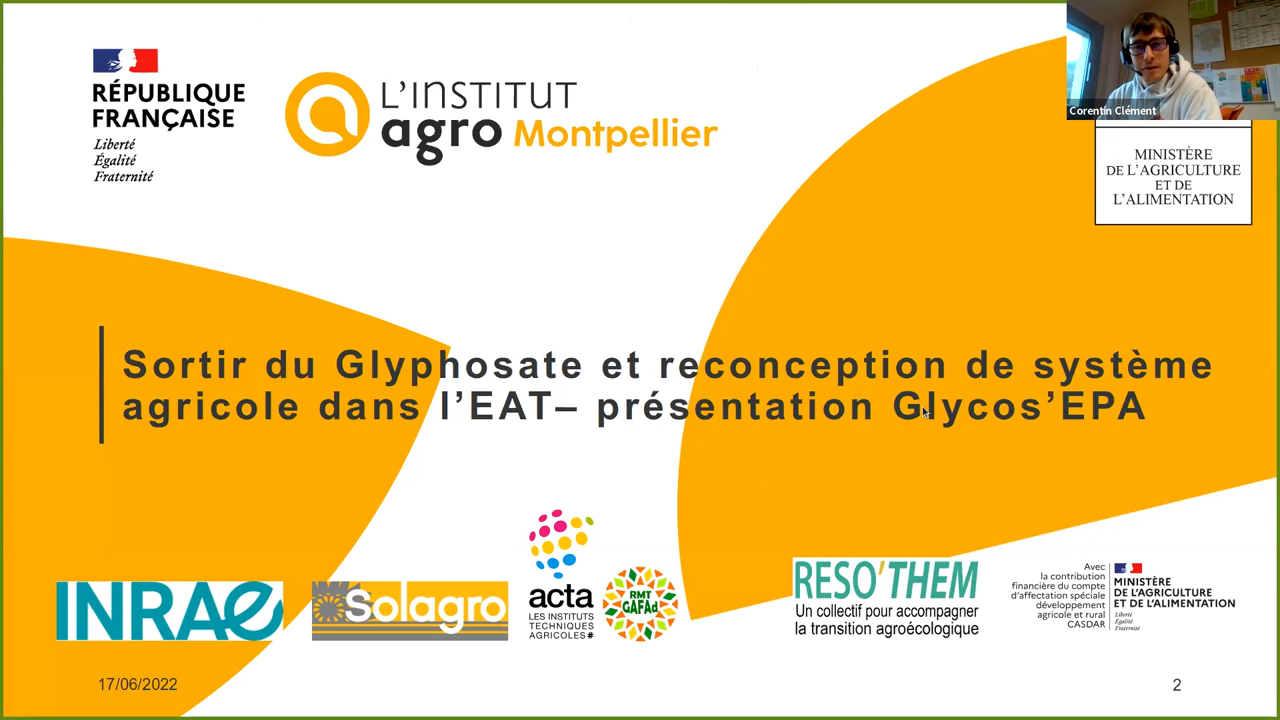 RÉPUBLIQUE
FRANÇAISE
Liberté
Égalité
Fraternité
L'INSTITUT
agro Montpellier
Corentin Clément
MINISTÈRE
DE L'AGRICULTURE
ET DE
L'ALIMENTATION
Sortir du Glyphosate et reconception de système
agricole dans l'EAT– présentation Glycos'EPA
INRAE
Solagro
acta
LES INSTITUTS
TECHNIQUES
AGRICOLES#
RMT
GAFAd
RESO'THEM
Un collectif pour accompagner
la transition agroécologique
Avec
la contribution
financière du compte
d'affectation spéciale
développement
agricole et rural
CASDAR
MINISTÈRE
DE L'AGRICULTURE
ET DE L'ALIMENTATION
Liberté
Égalité
Fraternité
17/06/2022
2